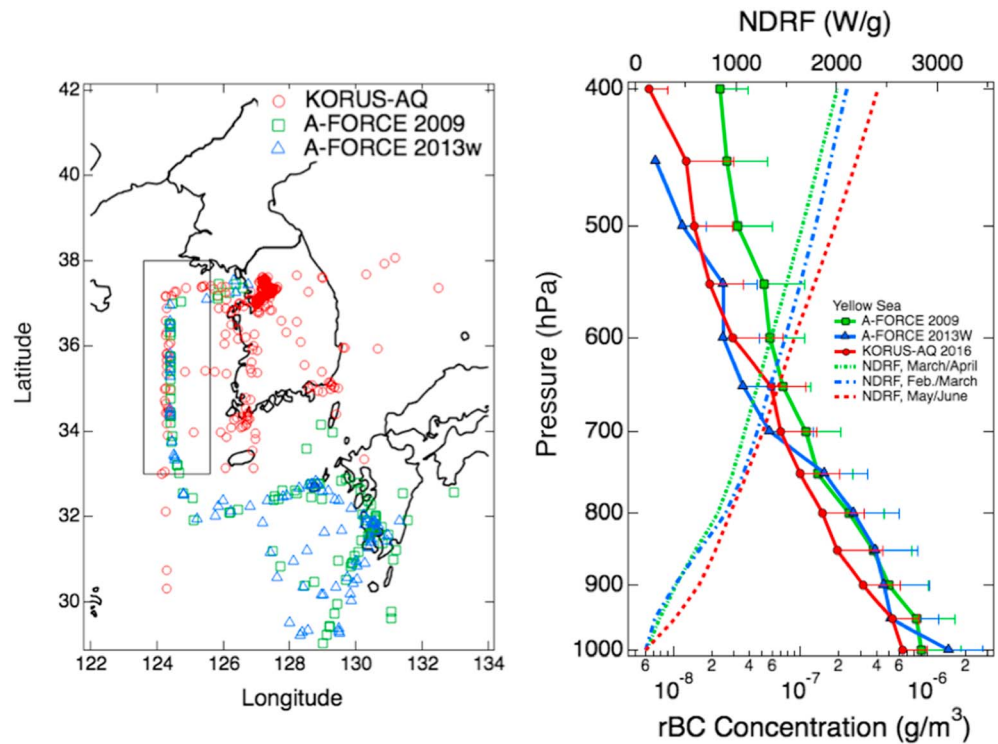 KORUS-AQ
A-FORCE 2009
A-FORCE 2013w
42
40
38
36
34
32
30
Latitude
122
124
126
128
130
132
134
Longitude
NDRF (W/g)
0
1000
2000
3000
400
500
600
700
800
900
1000
Pressure (hPa)
Yellow Sea
A-FORCE 2009
A-FORCE 2013W
KORUS-AQ 2016
NDRF, March/April
NDRF, Feb./March
NDRF, May/June
6
2
4
6
2
4
6
2
10⁻⁸
10⁻⁷
10⁻⁶
rBC Concentration (g/m³)